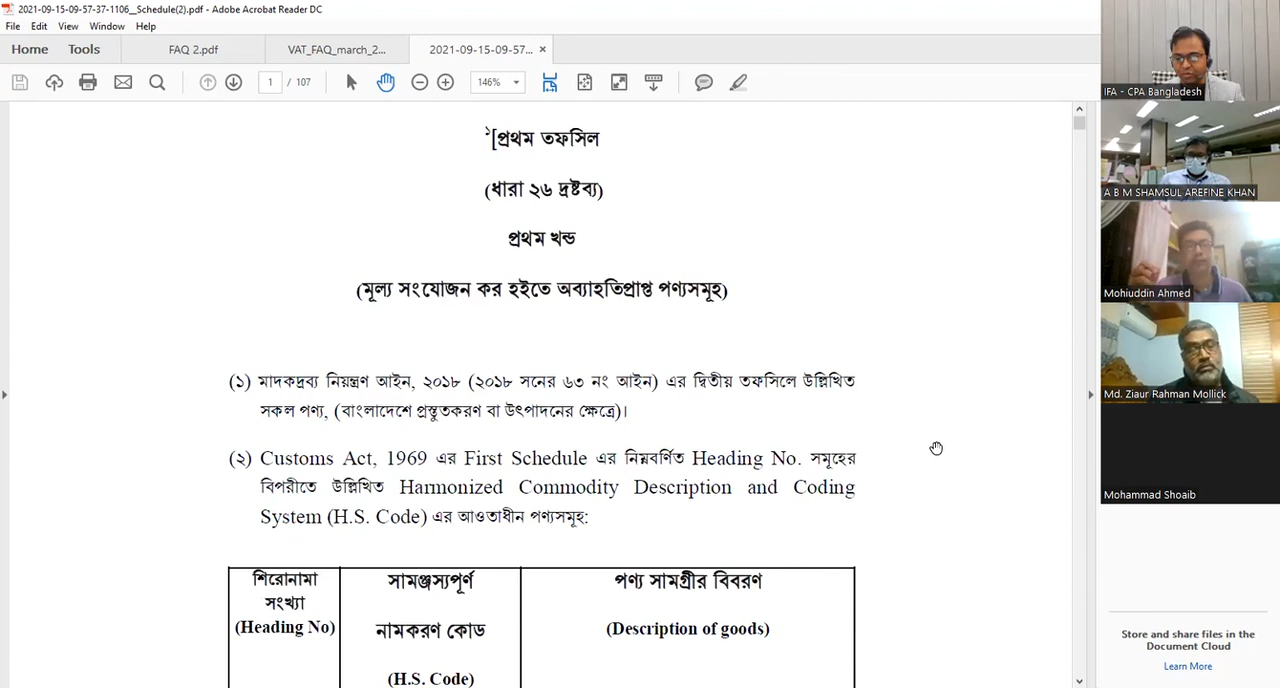 2021-09-15-09-57-37-1106__Schedule(2).pdf - Adobe Acrobat Reader DC
File Edit View Window Help
Home Tools FAQ 2.pdf VAT_FAQ_march_2... 2021-09-15-09-57... ×
1 / 107 146%
১[প্রথম তফসিল
(ধারা ২৬ দ্রষ্টব্য)
প্রথম খন্ড
(মূল্য সংযোজন কর হইতে অব্যাহতিপ্রাপ্ত পণ্যসমূহ)
(১) মাদকদ্রব্য নিয়ন্ত্রণ আইন, ২০১৮ (২০১৮ সনের ৬৩ নং আইন) এর দ্বিতীয় তফসিলে উল্লিখিত
সকল পণ্য, (বাংলাদেশে প্রস্তুতকরণ বা উৎপাদনের ক্ষেত্রে)।
(২) Customs Act, 1969 এর First Schedule এর নিম্নবর্ণিত Heading No. সমূহের
বিপরীতে উল্লিখিত Harmonized Commodity Description and Coding
System (H.S. Code) এর আওতাধীন পণ্যসমূহ:
শিরোনামা
সংখ্যা
(Heading No)
সামঞ্জস্যপূর্ণ
নামকরণ কোড
(H.S. Code)
পণ্য সামগ্রীর বিবরণ
(Description of goods)
IFA - CPA Bangladesh
A B M SHAMSUL AREFINE KHAN
Mohiuddin Ahmed
Md. Ziaur Rahman Mollick
Mohammad Shoaib
Store and share files in the
Document Cloud
Learn More